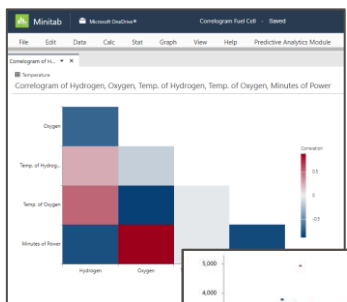 Minitab Microsoft OneDrive Correlogram Fuel Cell - Saved
File Edit Data Calc Stat Graph View Help Predictive Analytics Module
Correlogram of H...
Temperature
Correlogram of Hydrogen, Oxygen, Temp. of Hydrogen, Temp. of Oxygen, Minutes of Power
Oxygen
Temp. of Hydrog...
Temp. of Oxygen
Minutes of Power
Hydrogen Oxygen
Correlation
0.5
0
-0.5
5,000
4,000